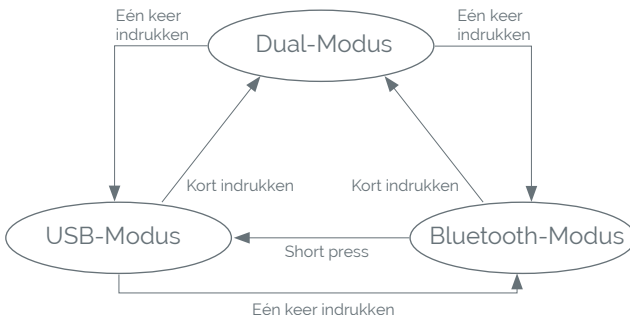 Eén keer
indrukken
Dual-Modus
Eén keer
indrukken
Kort indrukken
Kort indrukken
USB-Modus
Bluetooth-Modus
Short press
Eén keer indrukken